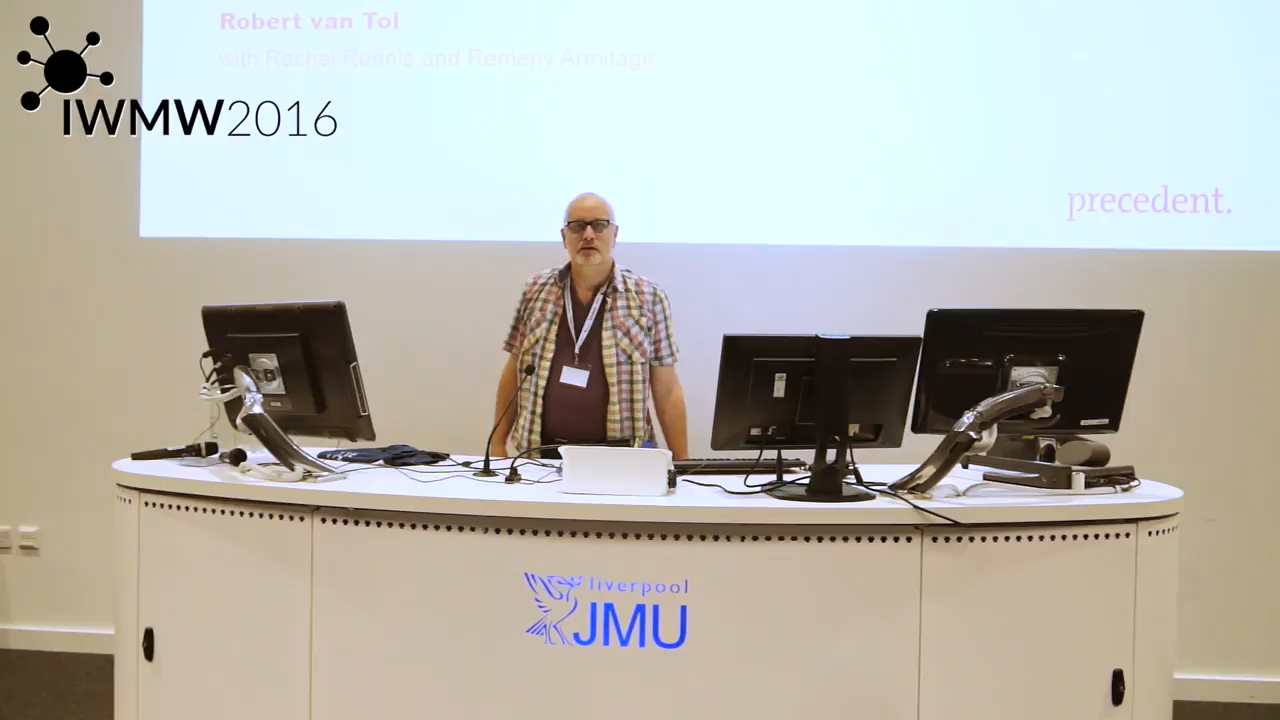 Robert van Tol
with Rachel Rennie and Remeny Armitage
IWMW2016
precedent.
liverpool
JMU